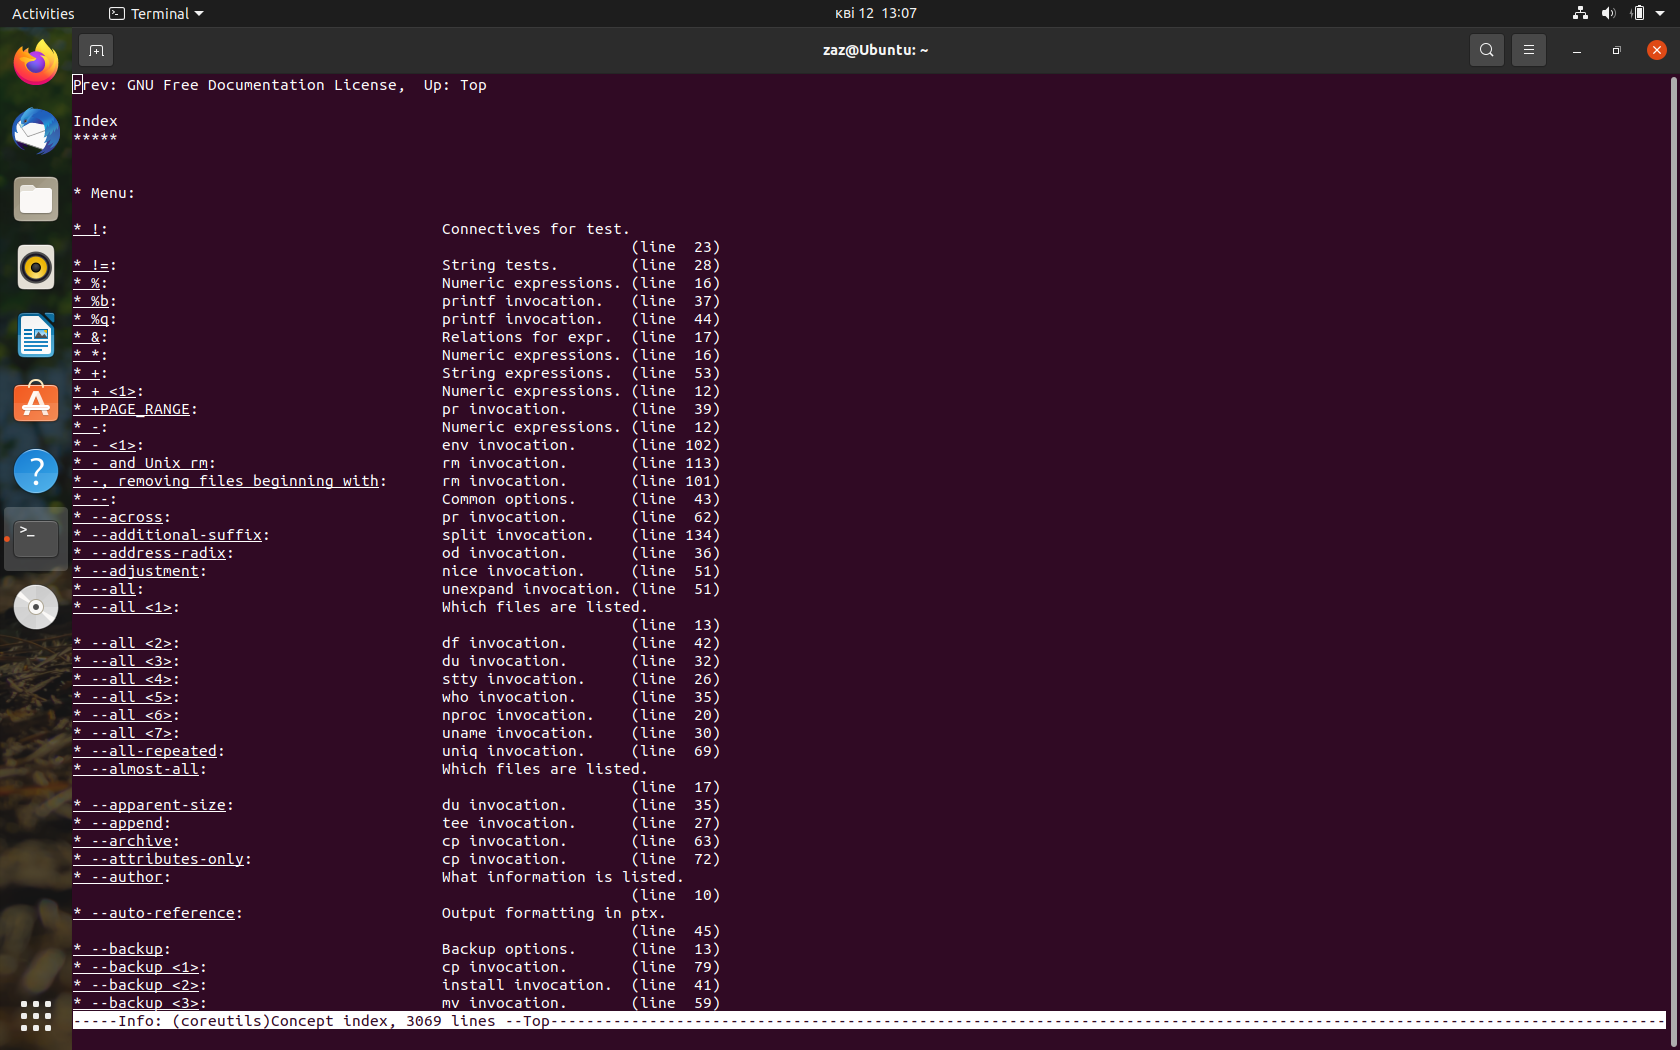 Activities
Terminal
кві 12 13:07
zaz@Ubuntu: ~
Prev: GNU Free Documentation License,  Up: Top
Index
*****
* Menu:
* !:                                     Connectives for test.
                                                              (line  23)
* !=:                                    String tests.        (line  28)
* %:                                     Numeric expressions. (line  16)
* %b:                                    printf invocation.   (line  37)
* %q:                                    printf invocation.   (line  44)
* &:                                     Relations for expr.  (line  17)
* *:                                     Numeric expressions. (line  16)
* +:                                     String expressions.  (line  53)
* + <1>:                                 Numeric expressions. (line  12)
* +PAGE_RANGE:                           pr invocation.       (line  39)
* -:                                     Numeric expressions. (line  12)
* - <1>:                                 env invocation.      (line 102)
* - and Unix rm:                         rm invocation.       (line 113)
* -, removing files beginning with:      rm invocation.       (line 101)
* --:                                    Common options.      (line  43)
* --across:                              pr invocation.       (line  62)
* --additional-suffix:                   split invocation.    (line 134)
* --address-radix:                       od invocation.       (line  36)
* --adjustment:                          nice invocation.     (line  51)
* --all:                                 unexpand invocation. (line  51)
* --all <1>:                             Which files are listed.
                                                              (line  13)
* --all <2>:                             df invocation.       (line  42)
* --all <3>:                             du invocation.       (line  32)
* --all <4>:                             stty invocation.     (line  26)
* --all <5>:                             who invocation.      (line  35)
* --all <6>:                             nproc invocation.    (line  20)
* --all <7>:                             uname invocation.    (line  30)
* --all-repeated:                        uniq invocation.     (line  69)
* --almost-all:                          Which files are listed.
                                                              (line  17)
* --apparent-size:                       du invocation.       (line  35)
* --append:                              tee invocation.      (line  27)
* --archive:                             cp invocation.       (line  63)
* --attributes-only:                     cp invocation.       (line  72)
* --author:                              What information is listed.
                                                              (line  10)
* --auto-reference:                      Output formatting in ptx.
                                                              (line  45)
* --backup:                              Backup options.      (line  13)
* --backup <1>:                          cp invocation.       (line  79)
* --backup <2>:                          install invocation.  (line  41)
* --backup <3>:                          mv invocation.       (line  59)
-----Info: (coreutils)Concept index, 3069 lines --Top---------------------------------------------------------------------------------------------------------------------------